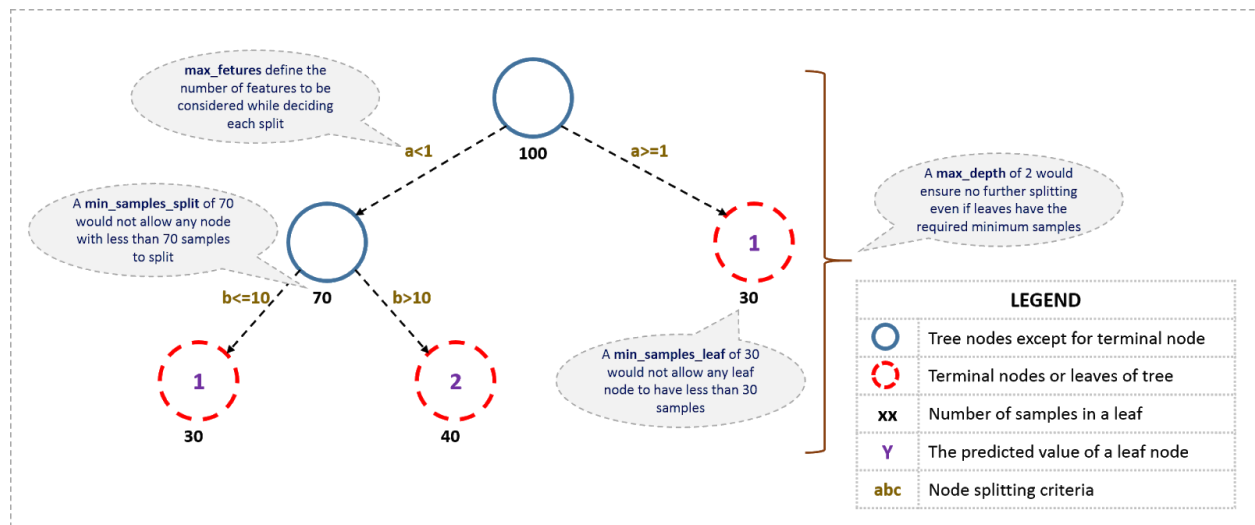 max_fetures define the
number of features to be
considered while deciding
each split
100
a<1
a>=1
A max_depth of 2 would
ensure no further splitting
even if leaves have the
required minimum samples
A min_samples_split of 70
would not allow any node
with less than 70 samples
to split
1
70
30
b<=10
b>10
A min_samples_leaf of 30
would not allow any leaf
node to have less than 30
samples
1
2
30
40
LEGEND
Tree nodes except for terminal node
Terminal nodes or leaves of tree
xx Number of samples in a leaf
Y The predicted value of a leaf node
abc Node splitting criteria